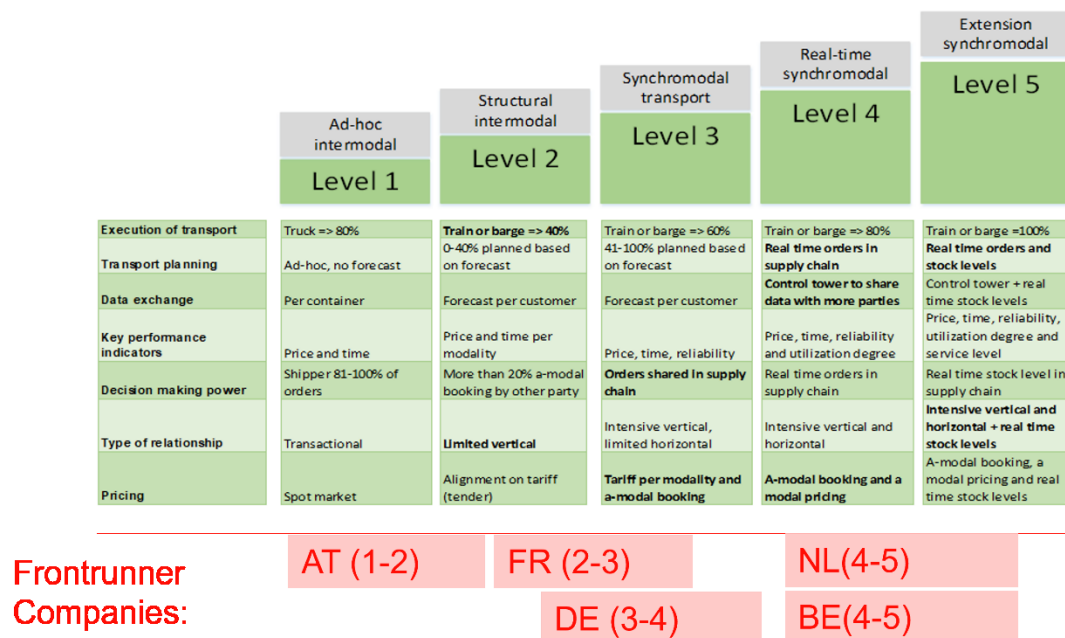 Ad-hoc
intermodal
Level 1
Structural
intermodal
Level 2
Synchromodal
transport
Level 3
Real-time
synchromodal
Level 4
Extension
synchromodal
Level 5
Execution of transport
Truck => 80%
Train or barge => 40%
Train or barge => 60%
Train or barge => 80%
Train or barge =100%
Transport planning
Ad-hoc, no forecast
0-40% planned based
on forecast
41-100% planned based
on forecast
Real time orders in
supply chain
Real time orders and
stock levels
Data exchange
Per container
Forecast per customer
Forecast per customer
Control tower to share
data with more parties
Control tower + real
time stock levels
Key performance
indicators
Price and time
Price and time per
modality
Price, time, reliability
Price, time, reliability
and utilization degree
Price, time, reliability,
utilization degree and
service level
Decision making power
Shipper 81-100% of
orders
More than 20% a-modal
booking by other party
Orders shared in supply
chain
Real time orders in
supply chain
Real time stock level in
supply chain
Type of relationship
Transactional
Limited vertical
Intensive vertical,
limited horizontal
Intensive vertical and
horizontal
Intensive vertical and
horizontal + real time
stock levels
Pricing
Spot market
Alignment on tariff
(tender)
Tariff per modality and
a-modal booking
A-modal booking and a
modal pricing
A-modal booking, a
modal pricing and real
time stock levels
Frontrunner
Companies:
AT (1-2)
FR (2-3)
NL(4-5)
DE (3-4)
BE(4-5)